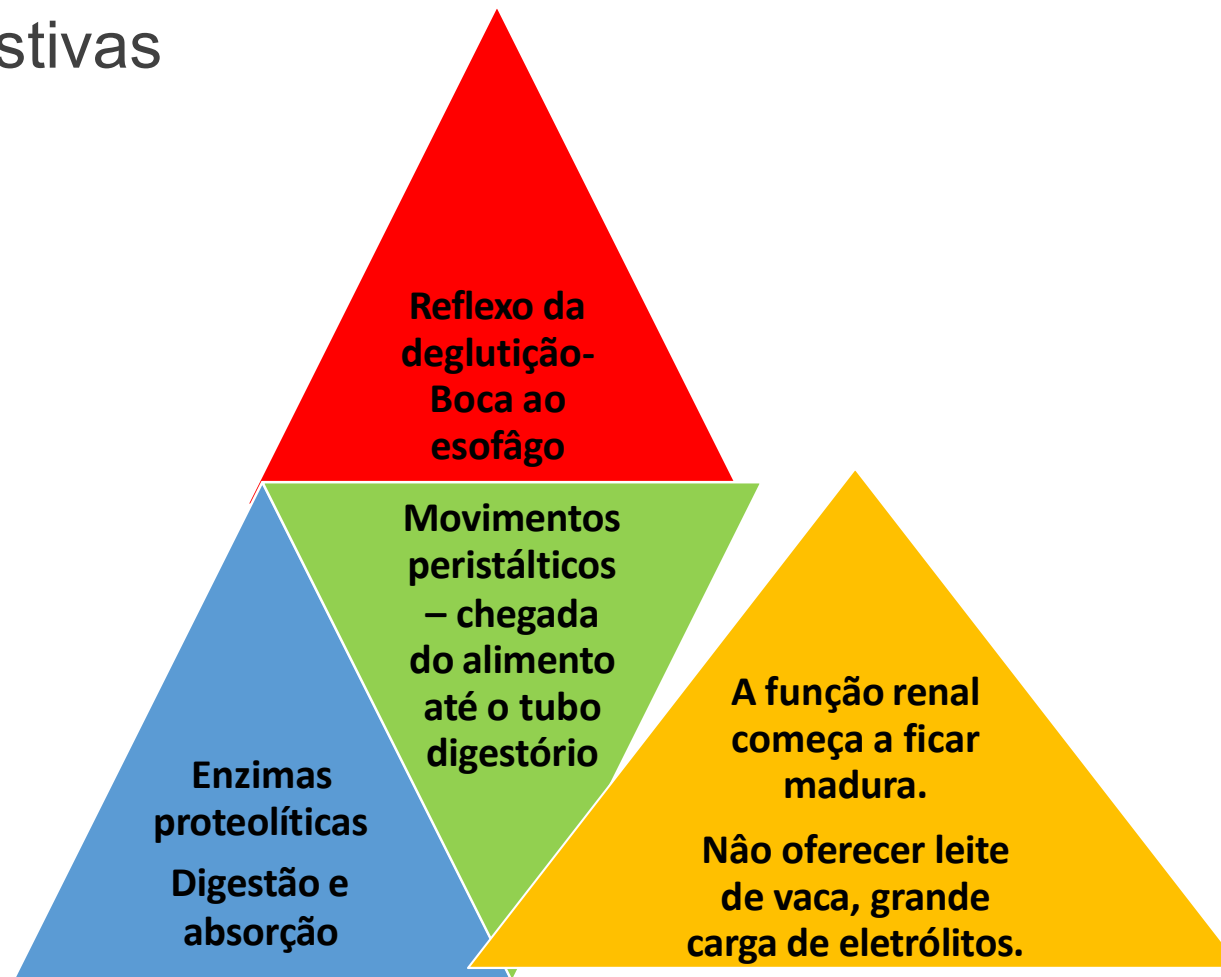 stivas
Reflexo da
deglutição-
Boca ao
esofâgo
Movimentos
peristálticos
– chegada
do alimento
até o tubo
digestório
Enzimas
proteolíticas
Digestão e
absorção
A função renal
começa a ficar
madura.
Nâo oferecer leite
de vaca, grande
carga de eletrólitos.